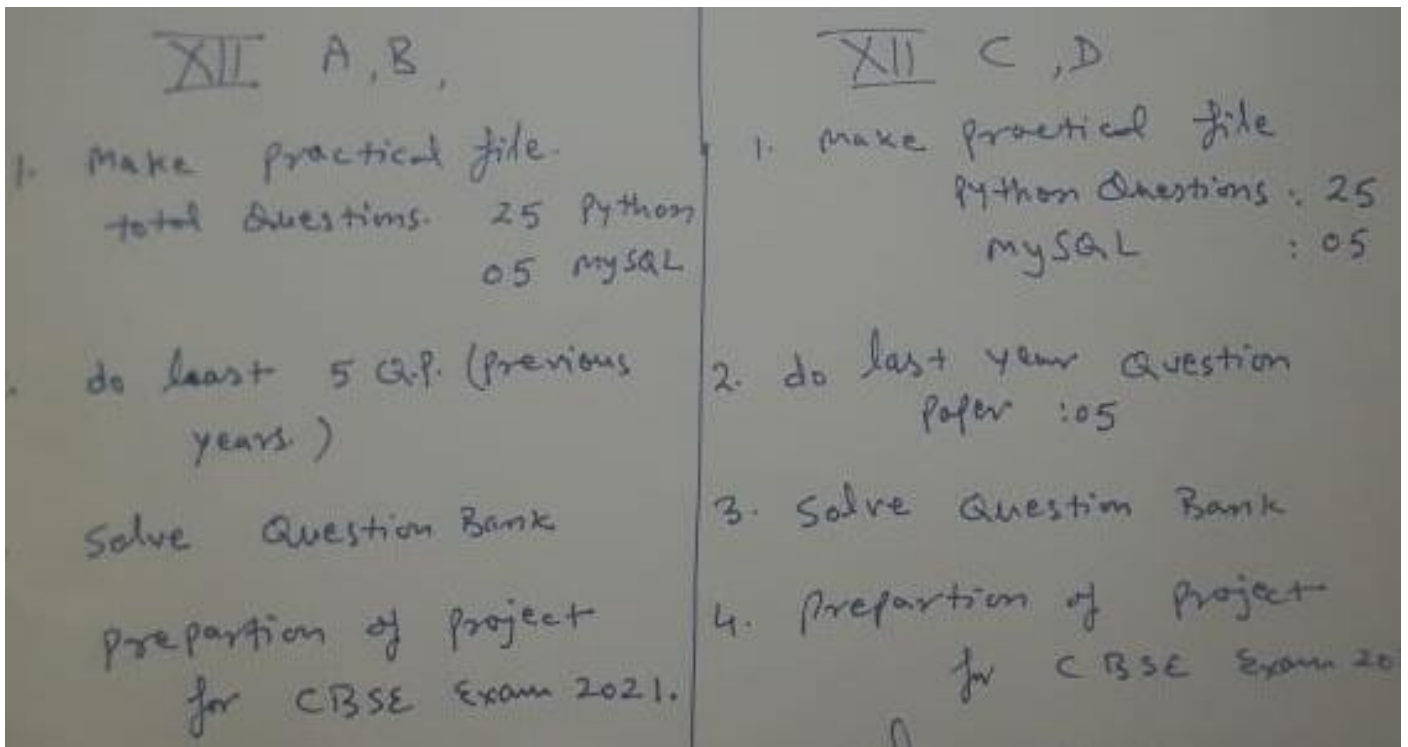 XII A, B,
1. Make practical file.
total Questions. 25 Python
05 MySQL
. do least 5 Q.P. (Previous
years.)
Solve Question Bank
prepartion of project
for CBSE Exam 2021.
XII C, D
1. Make practical file
Python Questions : 25
MySQL : 05
2. do last year Question
Paper : 05
3. Solve Question Bank
4. Prepartion of Project
for CBSE Exam 20